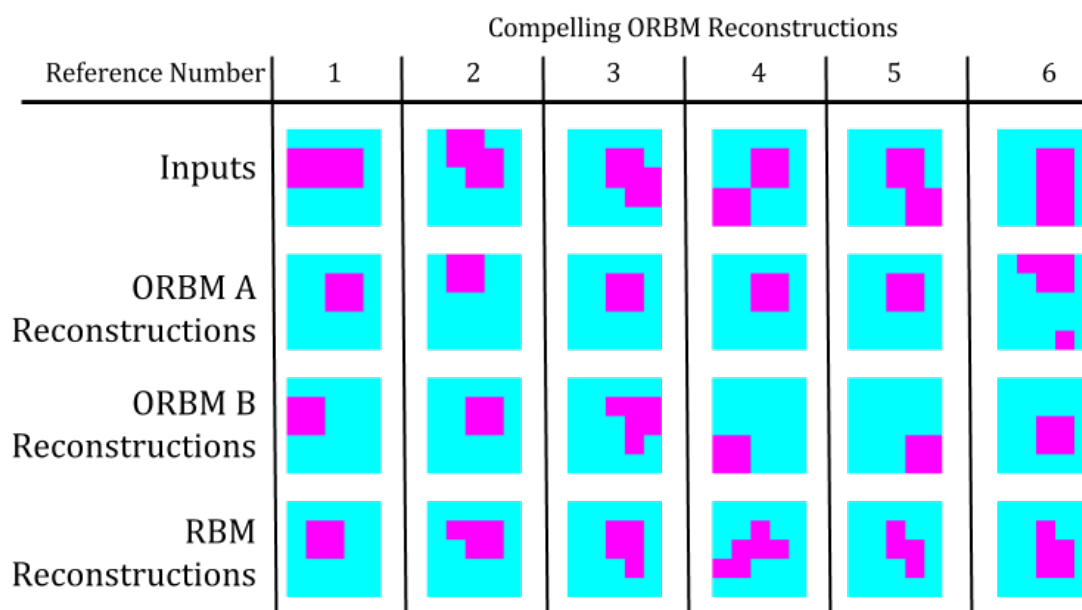 Compelling ORBM Reconstructions
Reference Number 1 2 3 4 5 6
Inputs
ORBM A
Reconstructions
ORBM B
Reconstructions
RBM
Reconstructions